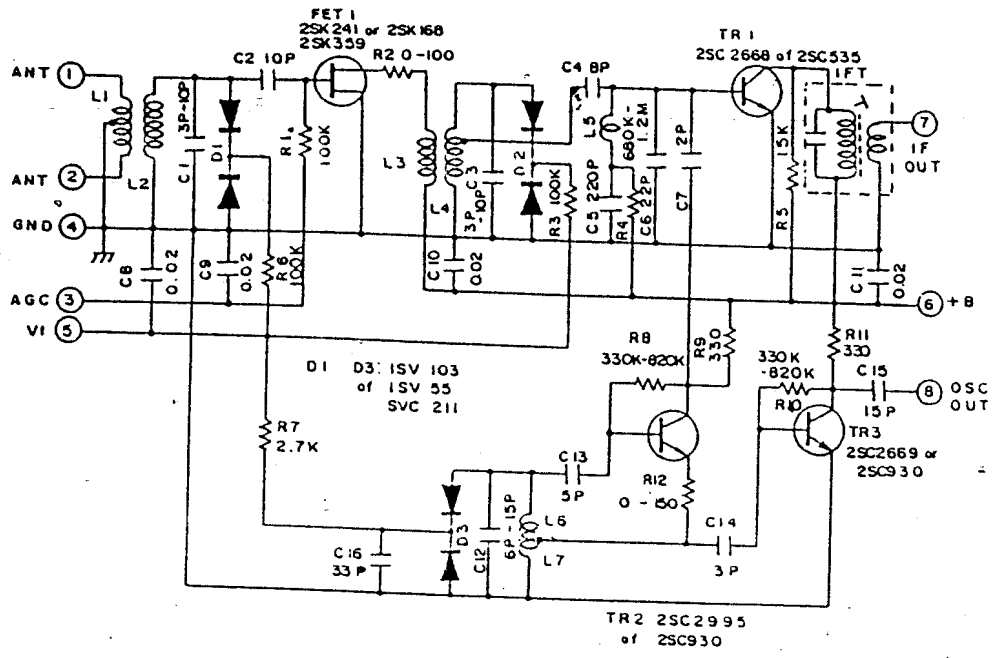 FET 1
2SK241 or 2SK168
2SK359
R2 0-100
TR 1
2SC 2668 of 2SC535
1FT
ANT 1
C2 10P
C4 8P
L1
L2
3P-10P
C1
D1
R1
100K
L3
L4
C3
3P-10P
D2
R3 100K
L5
680K-
1.2M
C5 220P
R4
C6 22P
2P
C7
15K
R5
7
IF
OUT
ANT 2
GND 4
C8
0.02
C9
0.02
R6
100K
C10
0.02
C11
0.02
AGC 3
6 +B
V1 5
D1 D3: 1SV 103
of 1SV 55
SVC 211
R8
330K-820K
R9
330
R11
330
330K
-820K
R10
C15
15P
8 OSC
OUT
TR3
2SC2669 or
2SC930
R7
2.7K
C13
5P
R12
0-150
C14
3P
D3
C12
6P-15P
L6
L7
C16
33P
TR2 2SC2995
of 2SC930